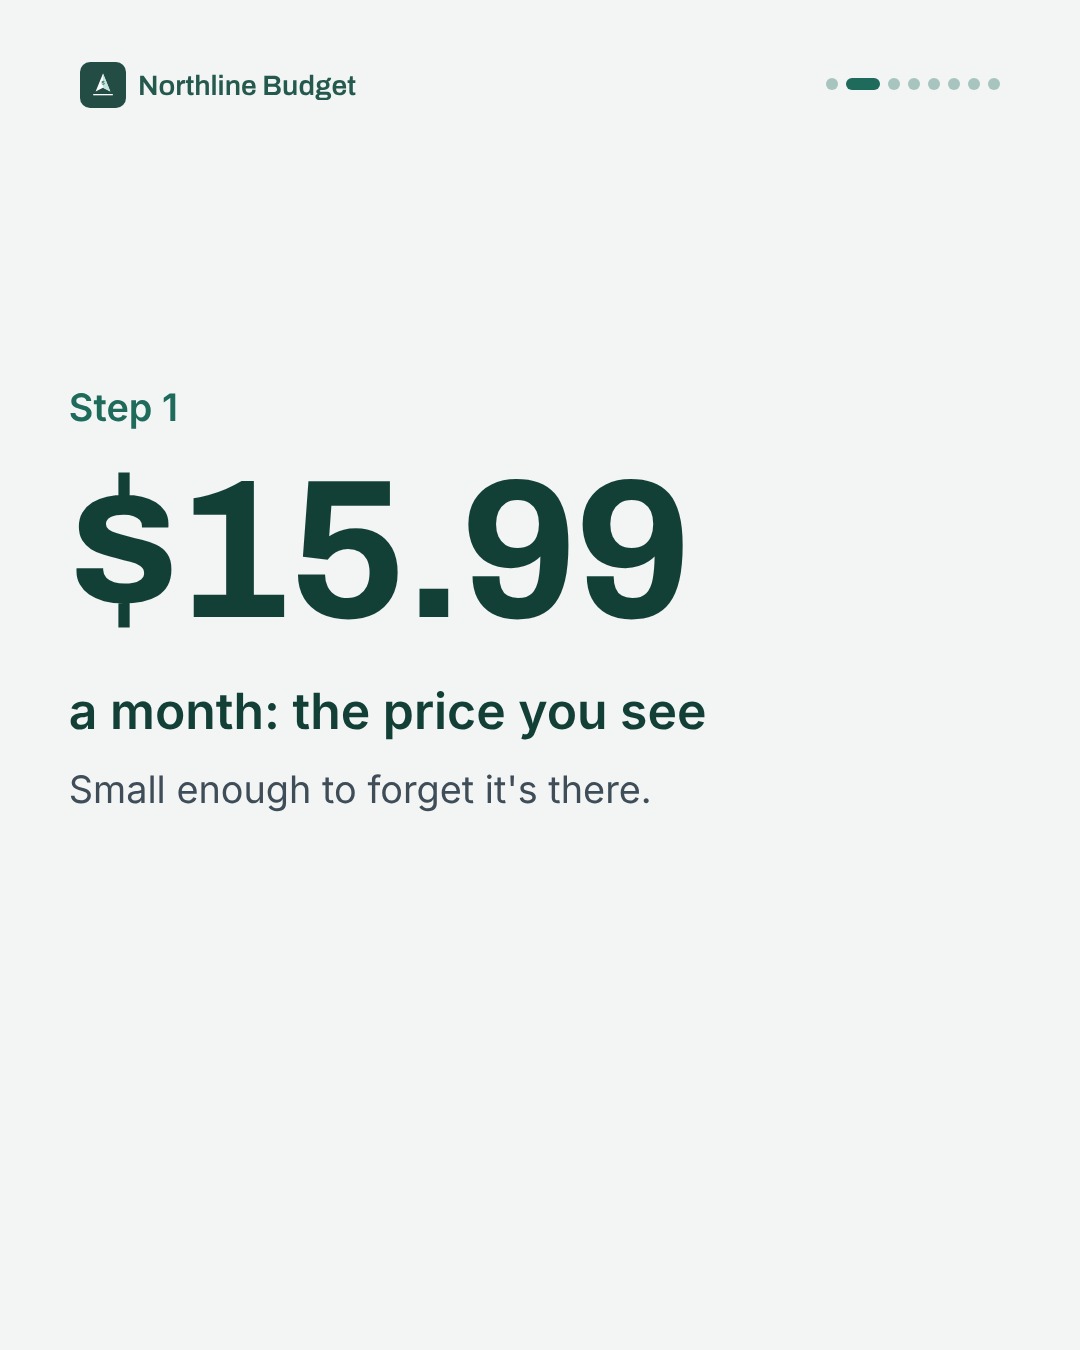 Northline Budget
Step 1
$15.99
a month: the price you see
Small enough to forget it's there.